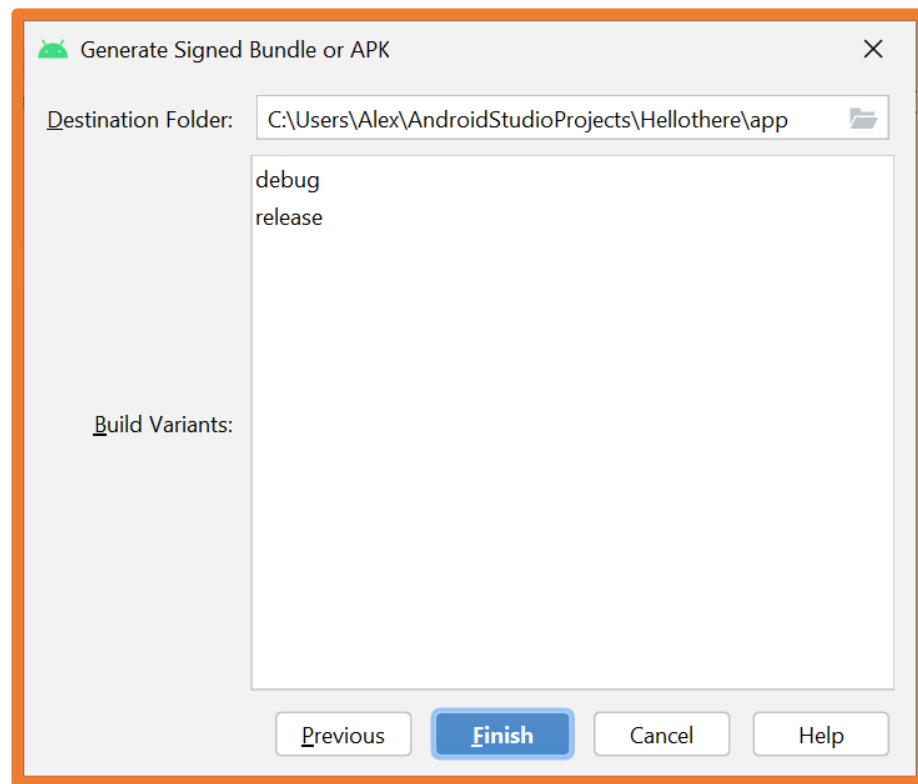 Generate Signed Bundle or APK
Destination Folder: C:\Users\Alex\AndroidStudioProjects\Hellothere\app
debug
release
Build Variants:
Previous Finish Cancel Help